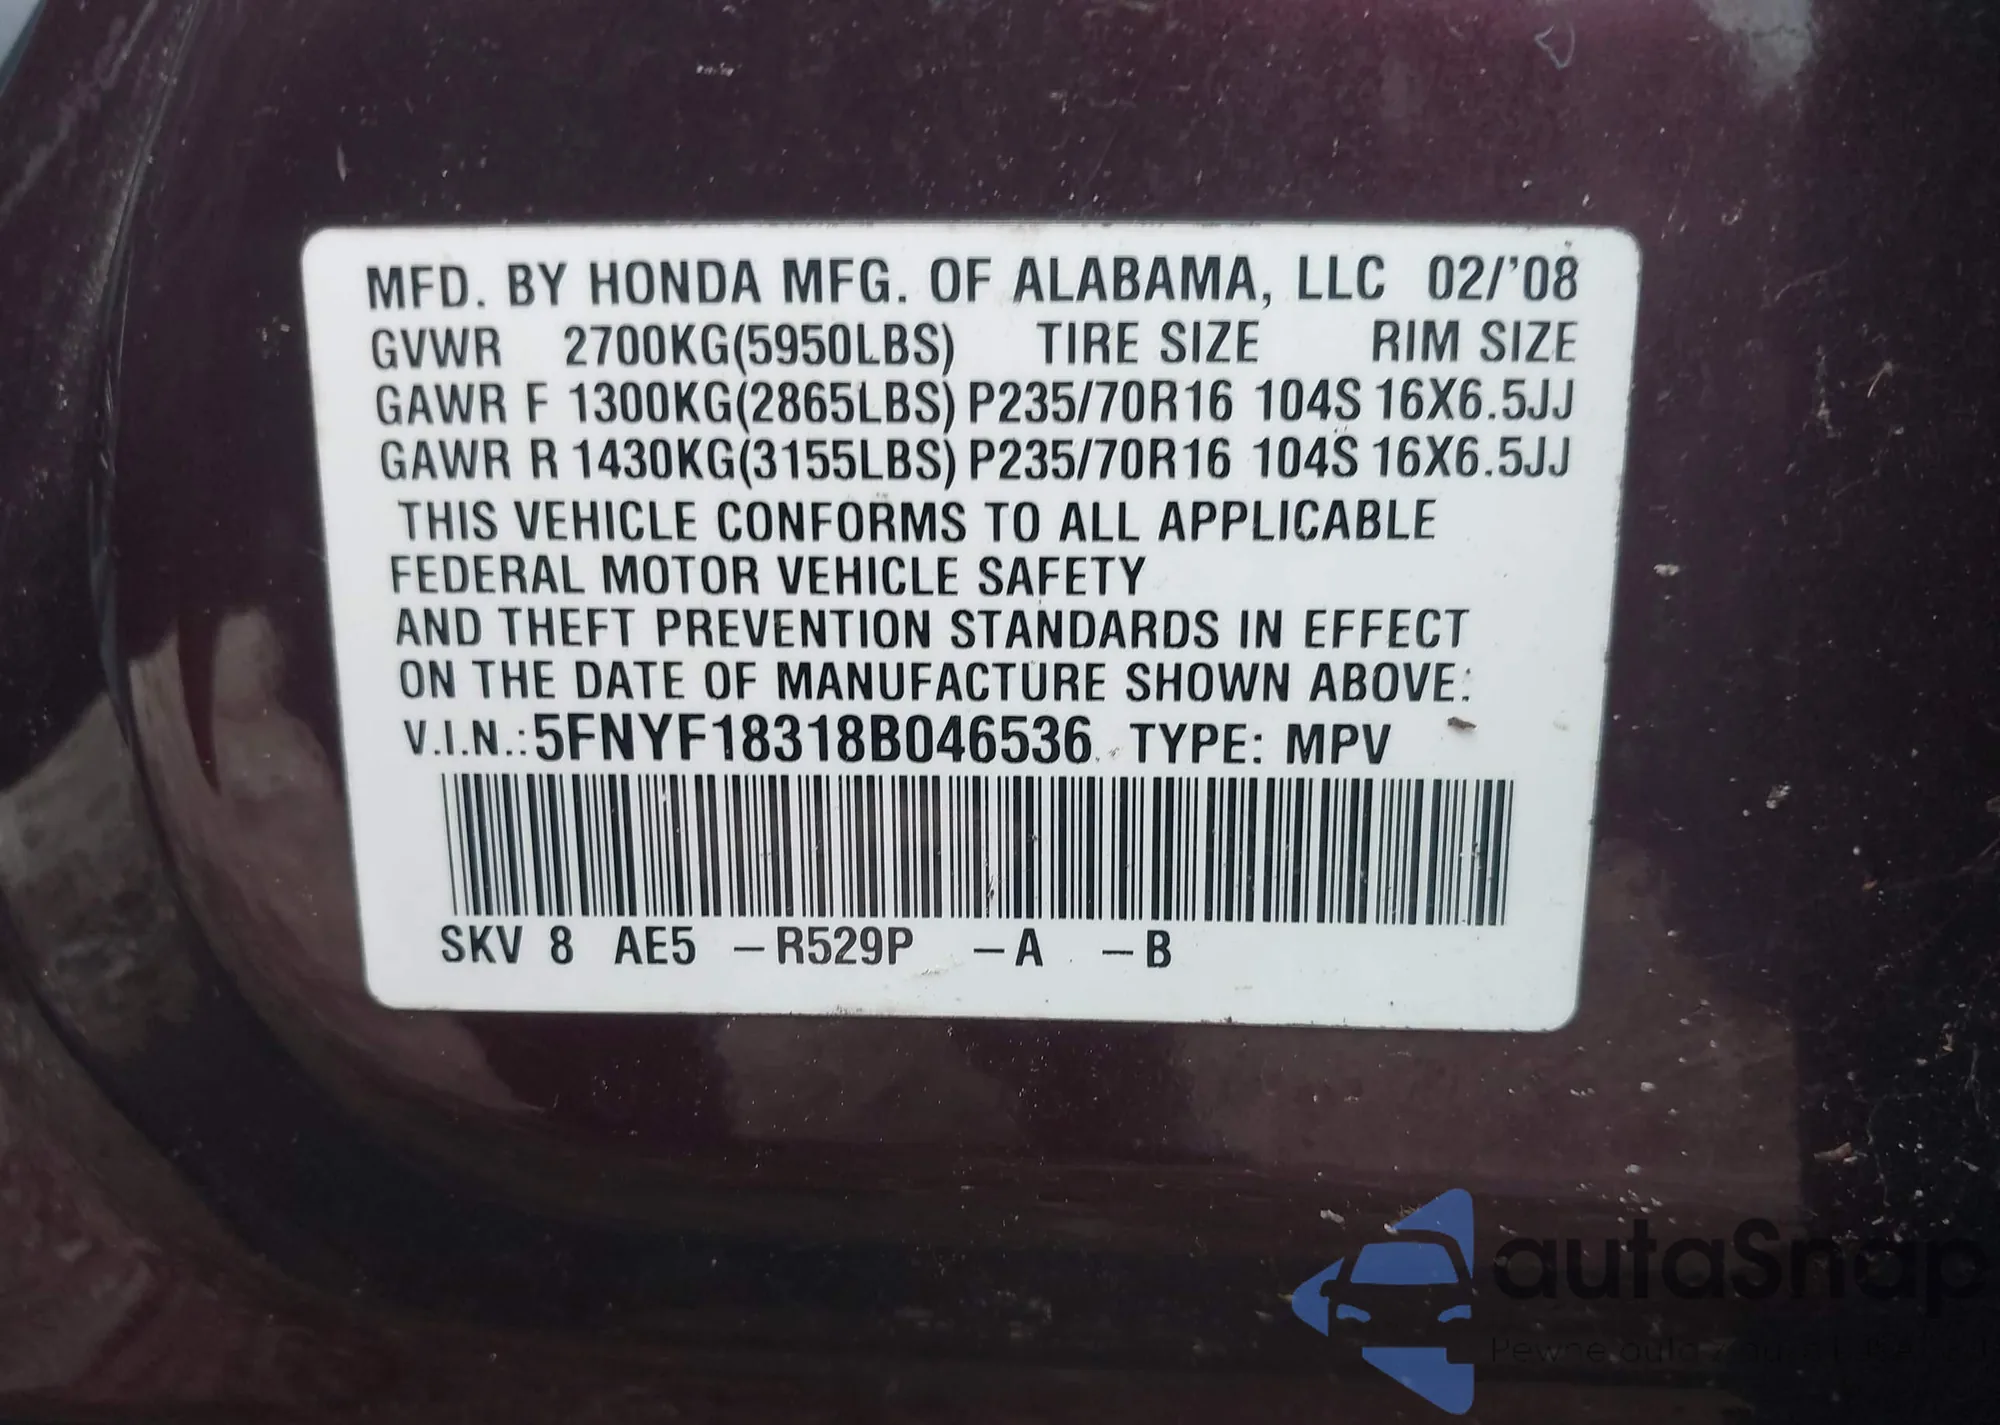 MFD. BY HONDA MFG. OF ALABAMA, LLC 02/'08
GVWR 2700KG(5950LBS) TIRE SIZE RIM SIZE
GAWR F 1300KG(2865LBS) P235/70R16 104S 16X6.5JJ
GAWR R 1430KG(3155LBS) P235/70R16 104S 16X6.5JJ
THIS VEHICLE CONFORMS TO ALL APPLICABLE
FEDERAL MOTOR VEHICLE SAFETY
AND THEFT PREVENTION STANDARDS IN EFFECT
ON THE DATE OF MANUFACTURE SHOWN ABOVE:
V.I.N.: 5FNYF18318B046536 TYPE: MPV
SKV 8 AE5 –R529P –A –B
autaSnap
Pewne auta z